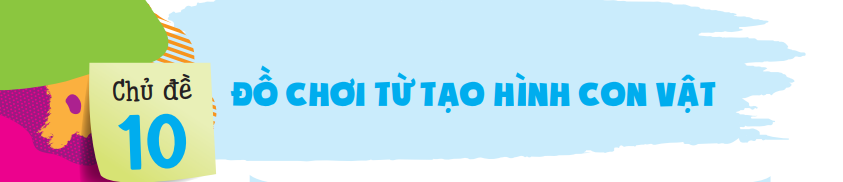 Chủ đề
10
ĐỒ CHƠI TỪ TẠO HÌNH CON VẬT